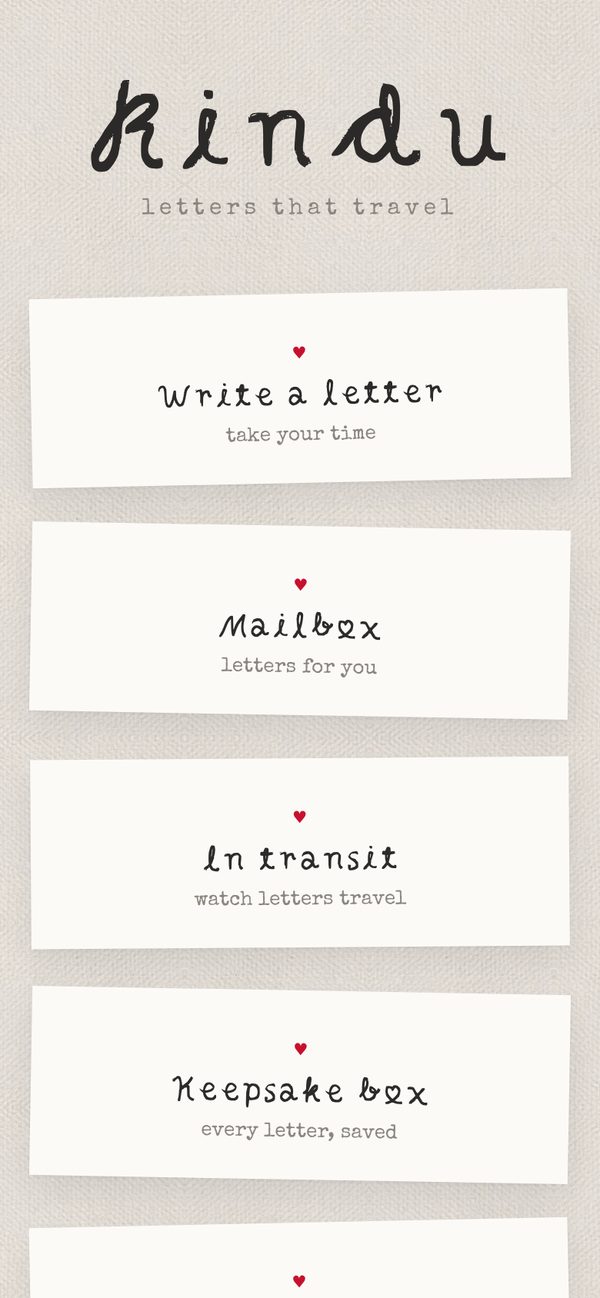 kindu
letters that travel
Write a letter
take your time
Mailbox
letters for you
In transit
watch letters travel
Keepsake box
every letter, saved